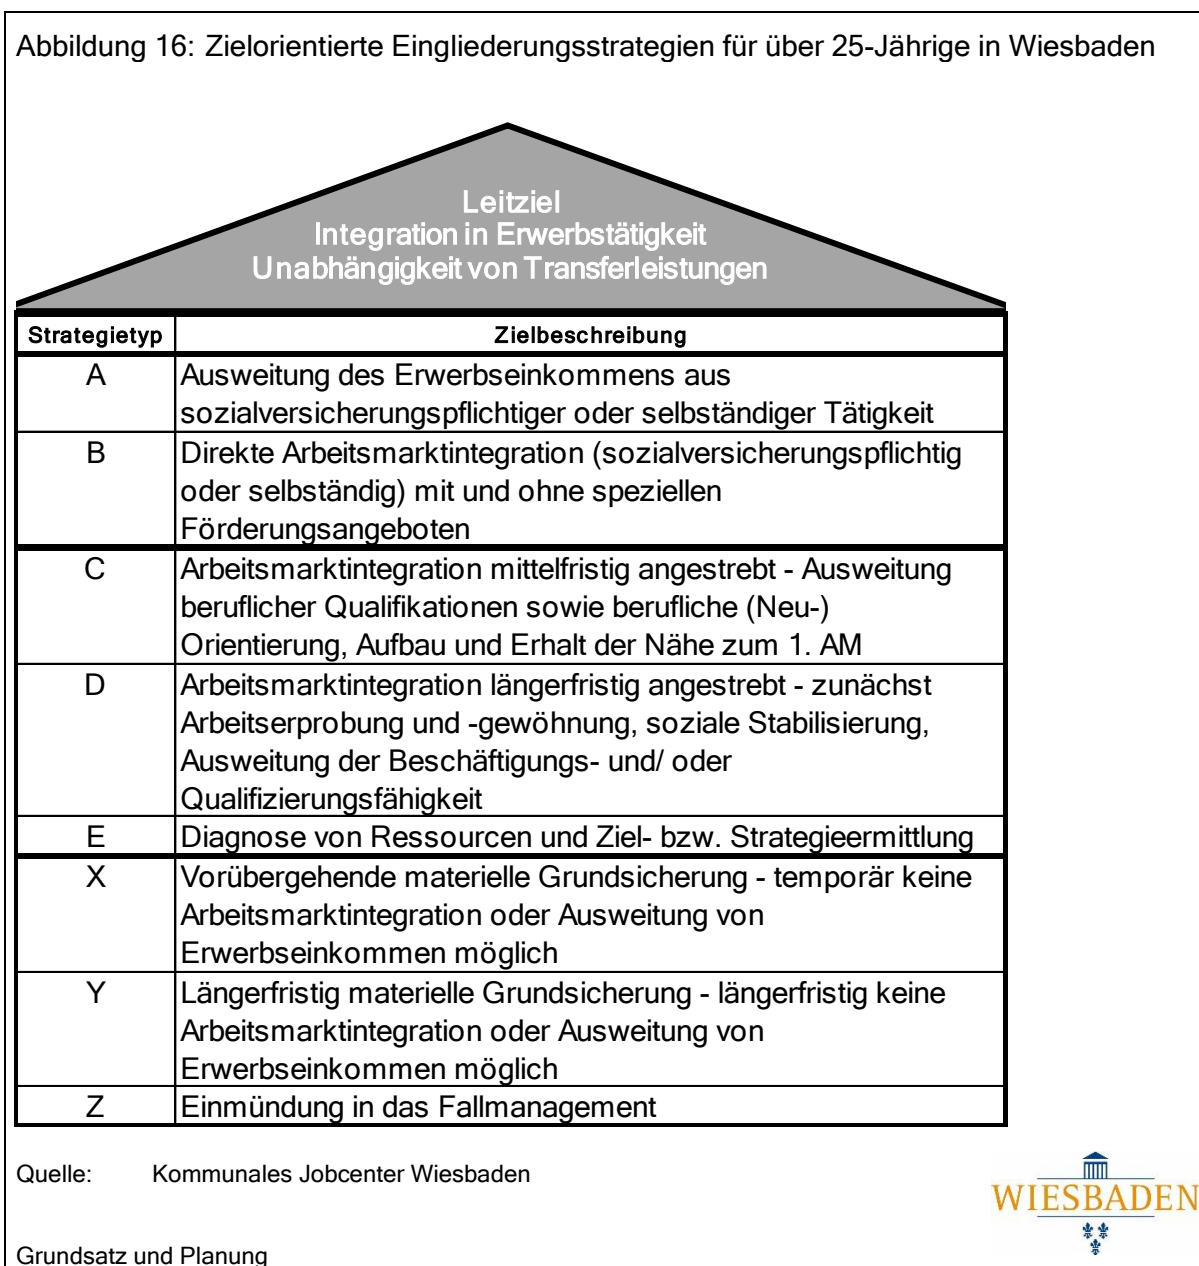 Abbildung 16: Zielorientierte Eingliederungsstrategien für über 25-Jährige in Wiesbaden
Leitziel
Integration in Erwerbstätigkeit
Unabhängigkeit von Transferleistungen
Strategietyp Zielbeschreibung
A Ausweitung des Erwerbseinkommens aus
sozialversicherungspflichtiger oder selbständiger Tätigkeit
B Direkte Arbeitsmarktintegration (sozialversicherungspflichtig
oder selbständig) mit und ohne speziellen
Förderungsangeboten
C Arbeitsmarktintegration mittelfristig angestrebt - Ausweitung
beruflicher Qualifikationen sowie berufliche (Neu-)
Orientierung, Aufbau und Erhalt der Nähe zum 1. AM
D Arbeitsmarktintegration längerfristig angestrebt - zunächst
Arbeitserprobung und -gewöhnung, soziale Stabilisierung,
Ausweitung der Beschäftigungs- und/ oder
Qualifizierungsfähigkeit
E Diagnose von Ressourcen und Ziel- bzw. Strategieermittlung
X Vorübergehende materielle Grundsicherung - temporär keine
Arbeitsmarktintegration oder Ausweitung von
Erwerbseinkommen möglich
Y Längerfristig materielle Grundsicherung - längerfristig keine
Arbeitsmarktintegration oder Ausweitung von
Erwerbseinkommen möglich
Z Einmündung in das Fallmanagement
Quelle: Kommunales Jobcenter Wiesbaden
WIESBADEN
Grundsatz und Planung